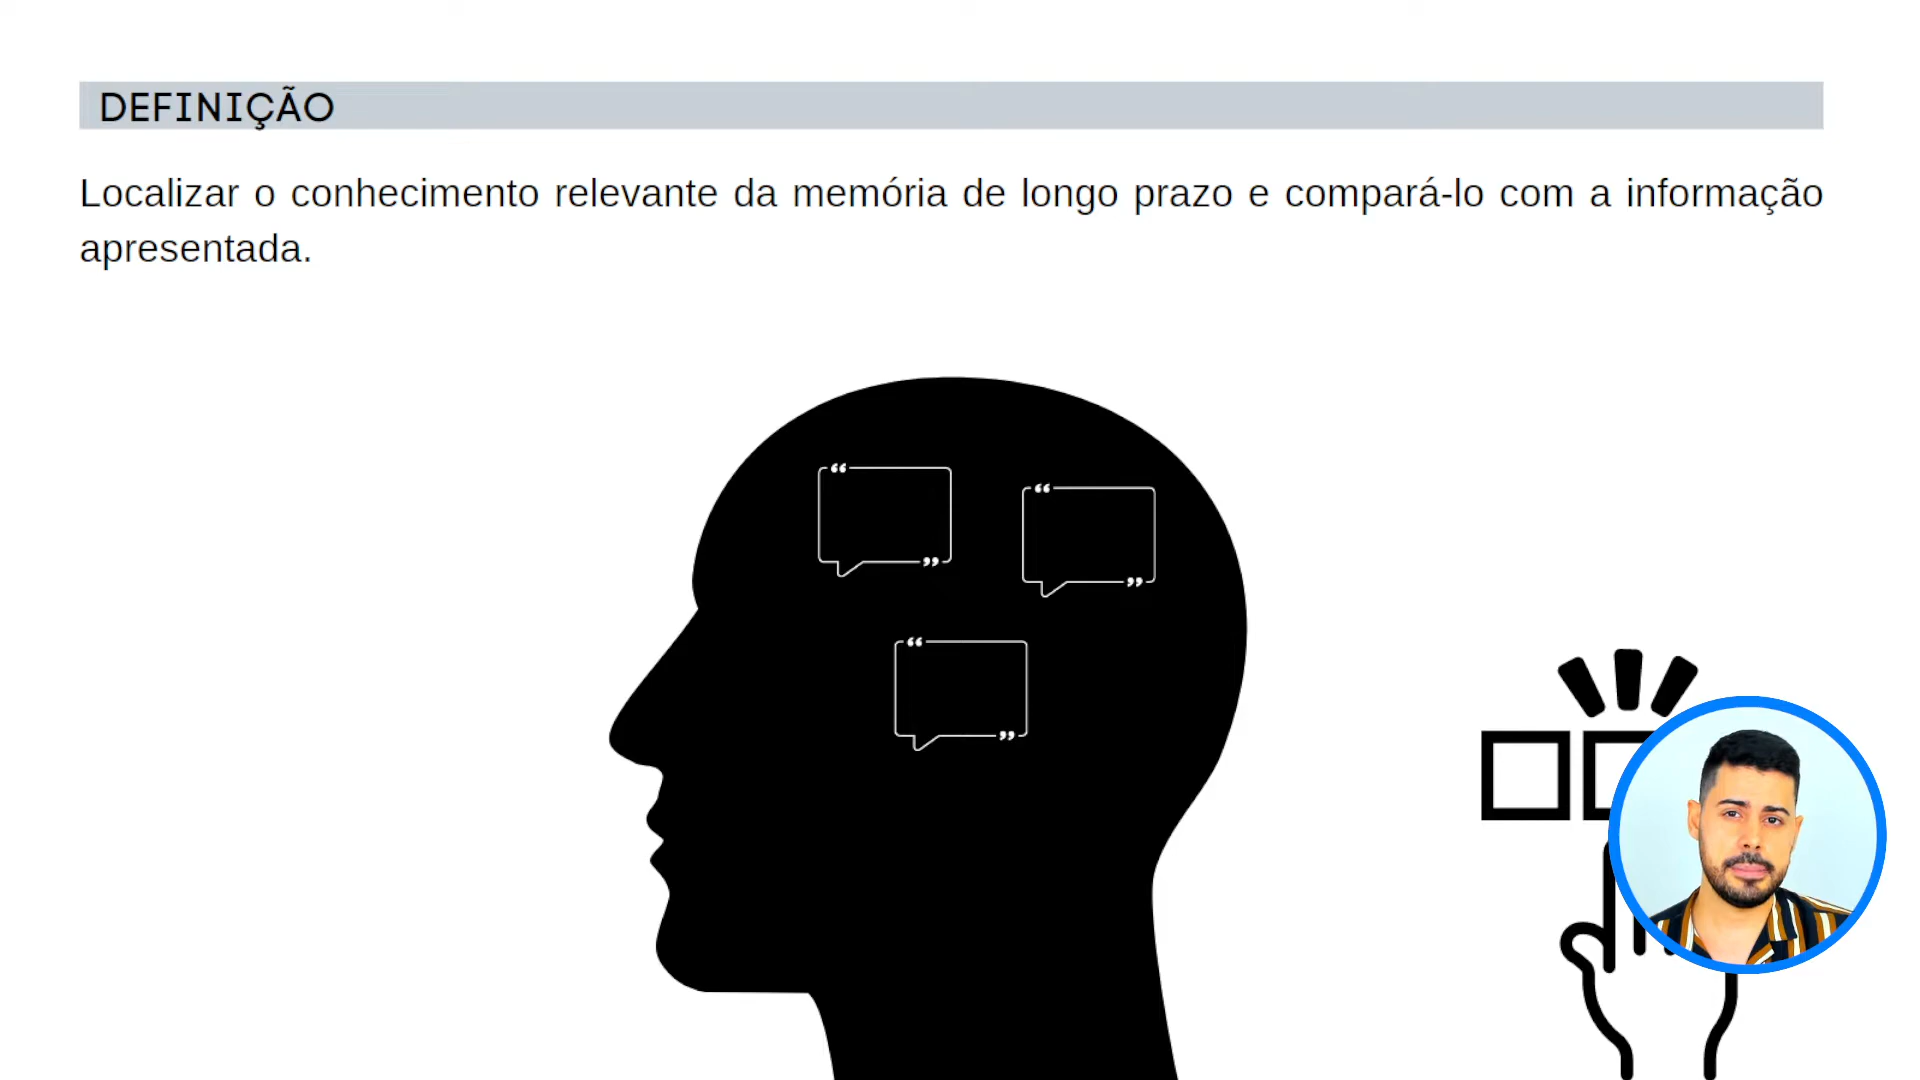 DEFINIÇÃO
Localizar o conhecimento relevante da memória de longo prazo e compará-lo com a informação
apresentada.